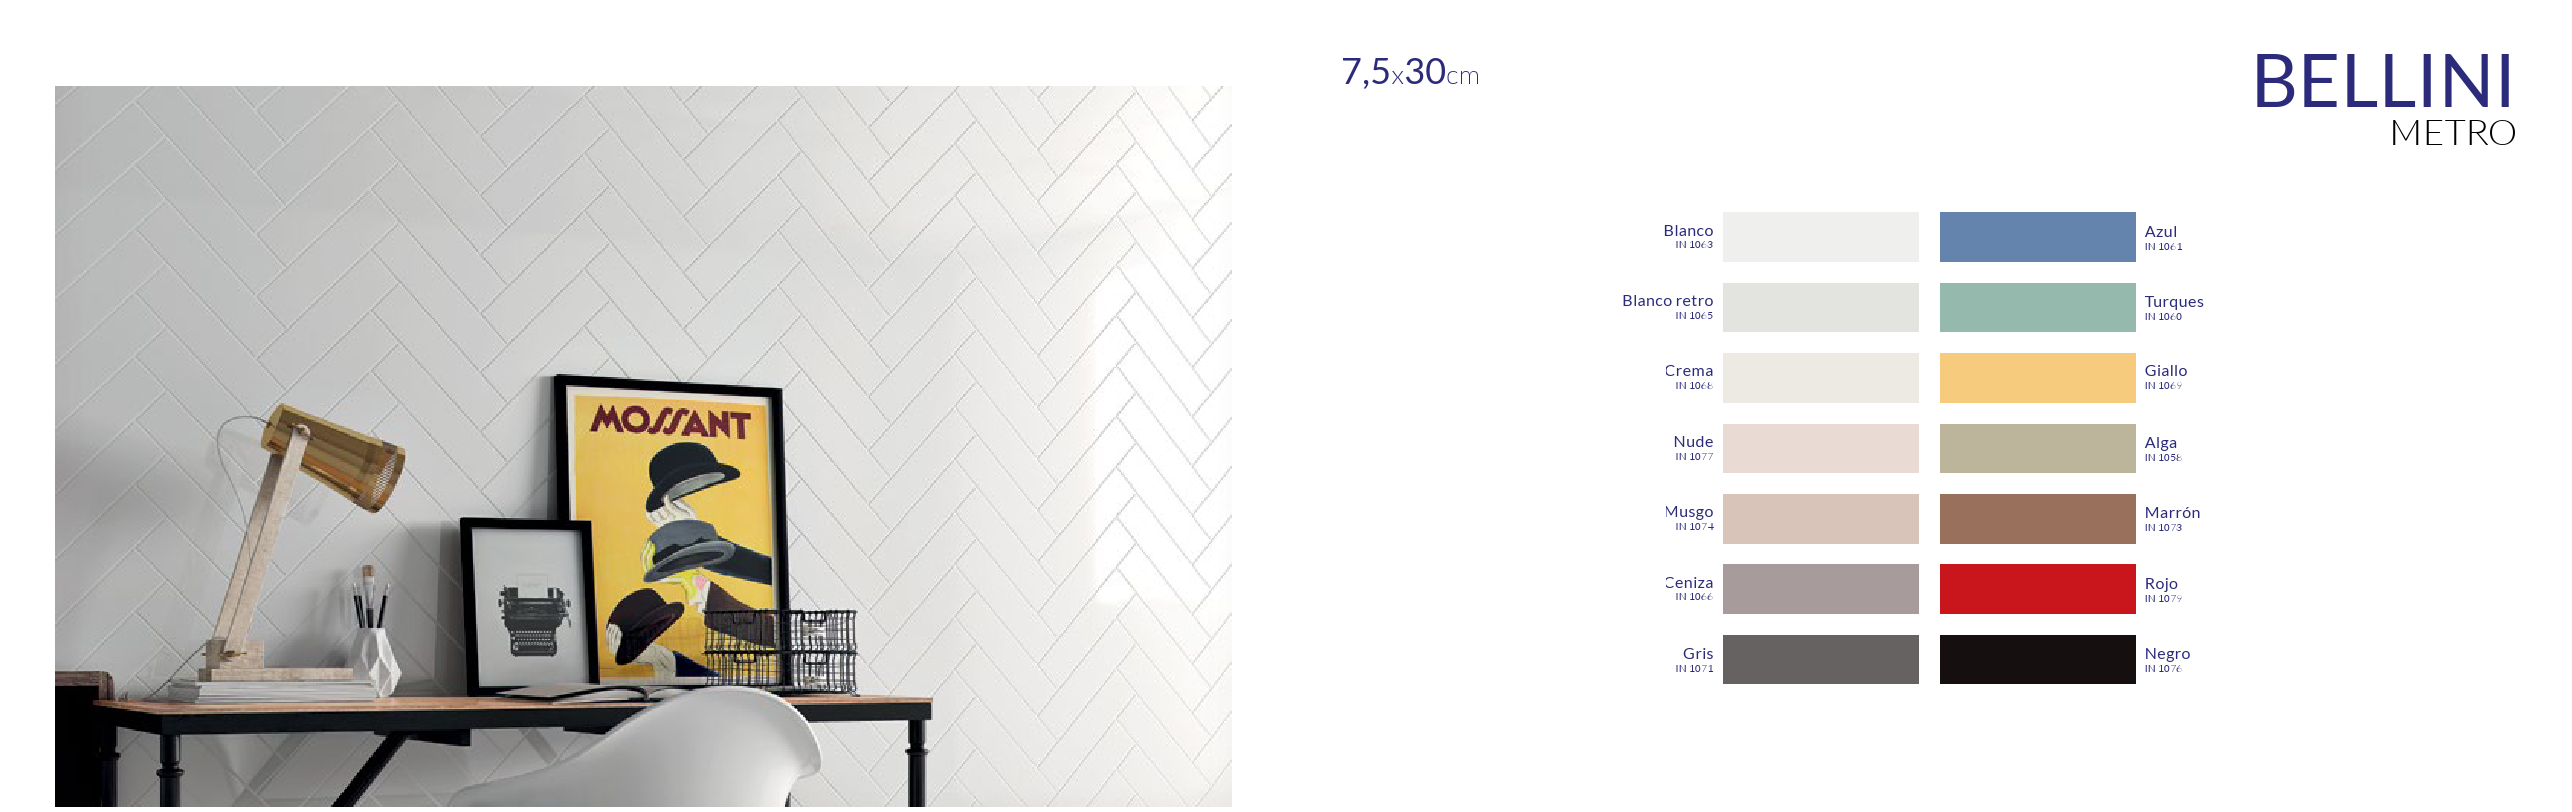 7,5x30cm
BELLINI
METRO
MOSSANT
Blanco
IN 1063
Blanco retro
IN 1065
Crema
IN 1068
Nude
IN 1077
Musgo
IN 1074
Ceniza
IN 1066
Gris
IN 1071
Azul
IN 1061
Turques
IN 1060
Giallo
IN 1069
Alga
IN 1058
Marrón
IN 1073
Rojo
IN 1079
Negro
IN 1076